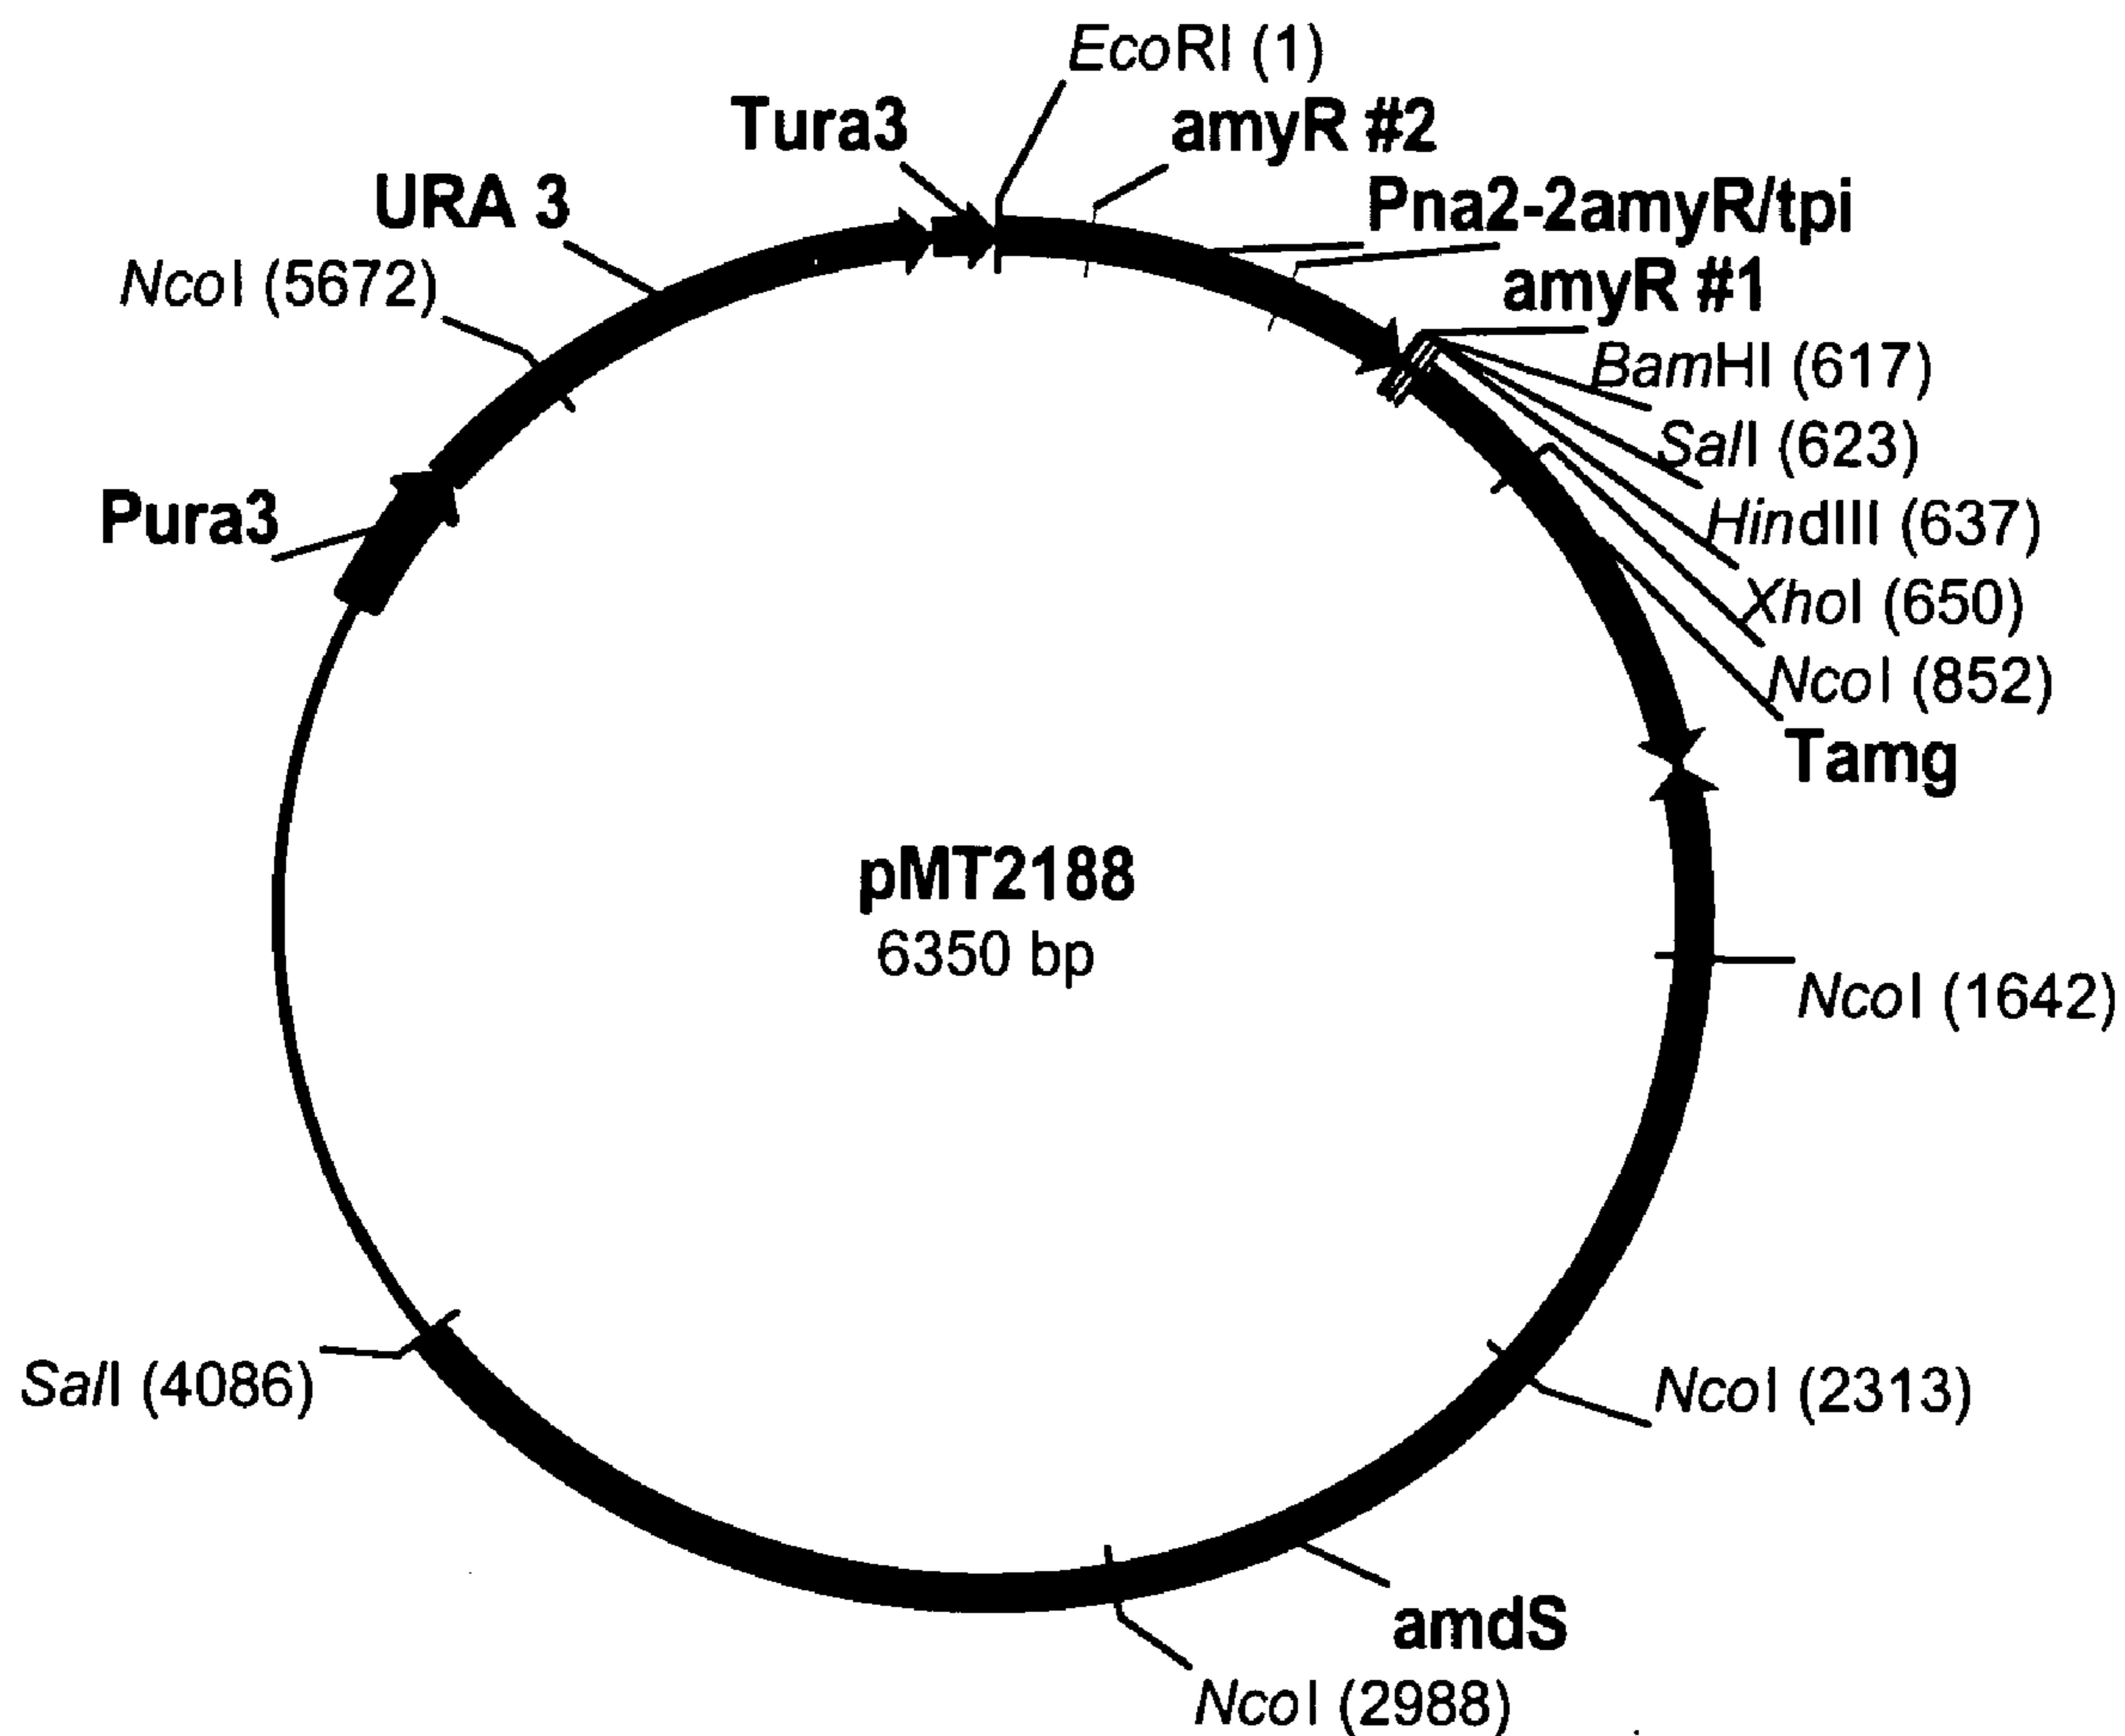 EcoRI (1)
Tura3
amyR #2
URA 3
Pna2-2amyR/tpi
NcoI (5672)
amyR #1
BamHI (617)
SalI (623)
Pura3
HindIII (637)
XhoI (650)
NcoI (852)
Tamg
pMT2188
6350 bp
NcoI (1642)
SalI (4086)
NcoI (2313)
amdS
NcoI (2988)